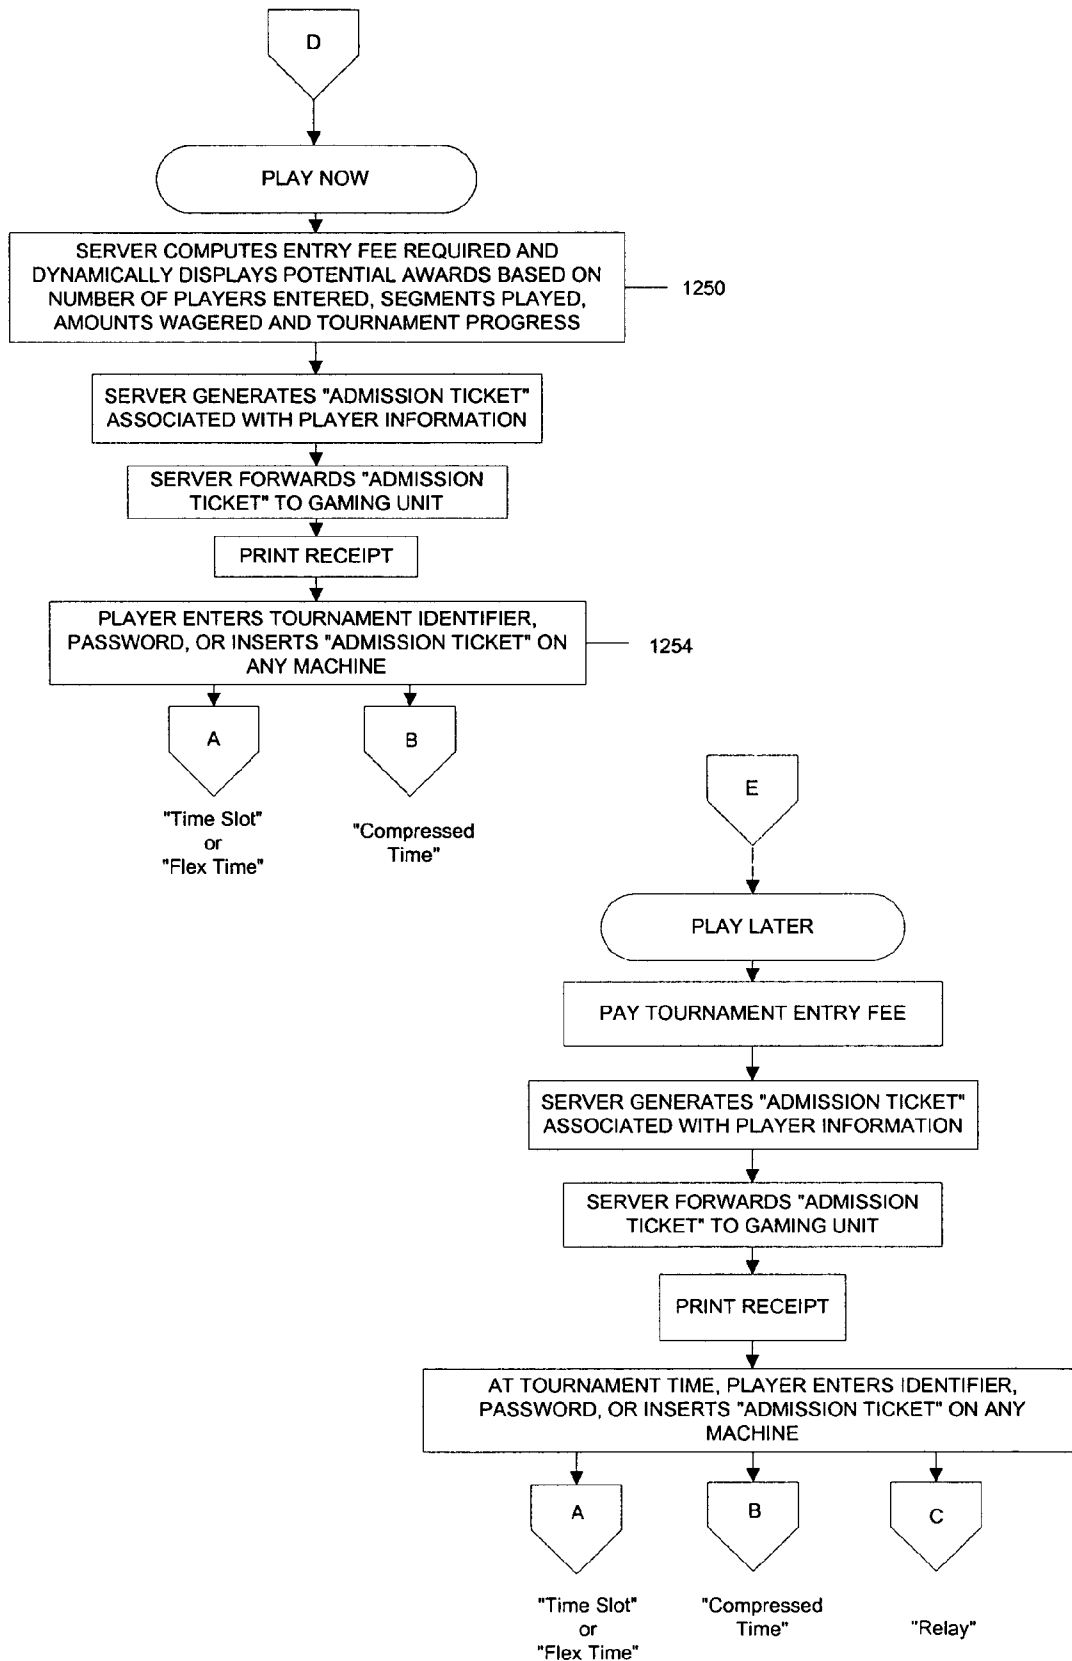 D
PLAY NOW
SERVER COMPUTES ENTRY FEE REQUIRED AND
DYNAMICALLY DISPLAYS POTENTIAL AWARDS BASED ON
NUMBER OF PLAYERS ENTERED, SEGMENTS PLAYED,
AMOUNTS WAGERED AND TOURNAMENT PROGRESS
1250
SERVER GENERATES "ADMISSION TICKET"
ASSOCIATED WITH PLAYER INFORMATION
SERVER FORWARDS "ADMISSION
TICKET" TO GAMING UNIT
PRINT RECEIPT
PLAYER ENTERS TOURNAMENT IDENTIFIER,
PASSWORD, OR INSERTS "ADMISSION TICKET" ON
ANY MACHINE
1254
A
B
"Time Slot"
or
"Flex Time"
"Compressed
Time"
E
PLAY LATER
PAY TOURNAMENT ENTRY FEE
SERVER GENERATES "ADMISSION TICKET"
ASSOCIATED WITH PLAYER INFORMATION
SERVER FORWARDS "ADMISSION
TICKET" TO GAMING UNIT
PRINT RECEIPT
AT TOURNAMENT TIME, PLAYER ENTERS IDENTIFIER,
PASSWORD, OR INSERTS "ADMISSION TICKET" ON ANY
MACHINE
A
B
C
"Time Slot"
or
"Flex Time"
"Compressed
Time"
"Relay"